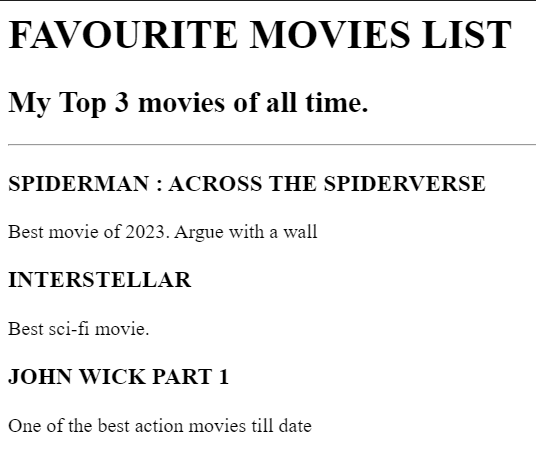 FAVOURITE MOVIES LIST
My Top 3 movies of all time.
SPIDERMAN : ACROSS THE SPIDERVERSE
Best movie of 2023. Argue with a wall
INTERSTELLAR
Best sci-fi movie.
JOHN WICK PART 1
One of the best action movies till date